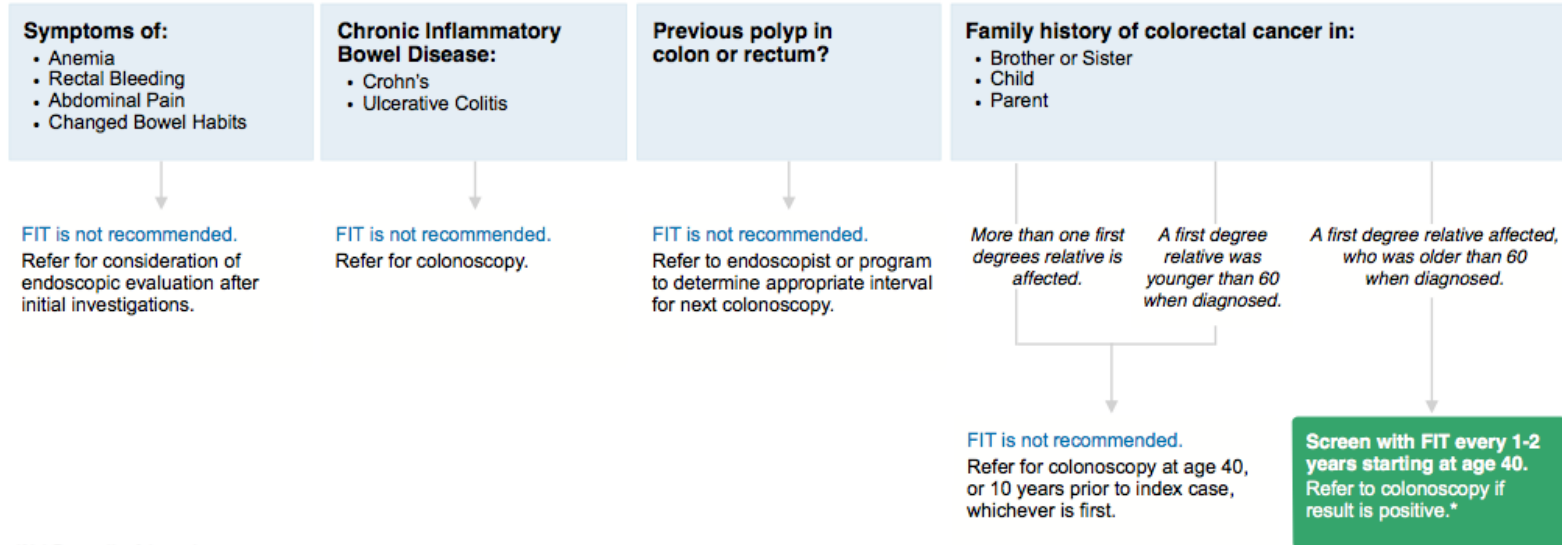 Symptoms of:
• Anemia
• Rectal Bleeding
• Abdominal Pain
• Changed Bowel Habits
FIT is not recommended.
Refer for consideration of
endoscopic evaluation after
initial investigations.
Chronic Inflammatory
Bowel Disease:
• Crohn's
• Ulcerative Colitis
FIT is not recommended.
Refer for colonoscopy.
Previous polyp in
colon or rectum?
FIT is not recommended.
Refer to endoscopist or program
to determine appropriate interval
for next colonoscopy.
Family history of colorectal cancer in:
• Brother or Sister
• Child
• Parent
More than one first
degrees relative is
affected.
A first degree
relative was
younger than 60
when diagnosed.
FIT is not recommended.
Refer for colonoscopy at age 40,
or 10 years prior to index case,
whichever is first.
A first degree relative affected,
who was older than 60
when diagnosed.
Screen with FIT every 1-2
years starting at age 40.
Refer to colonoscopy if
result is positive.*